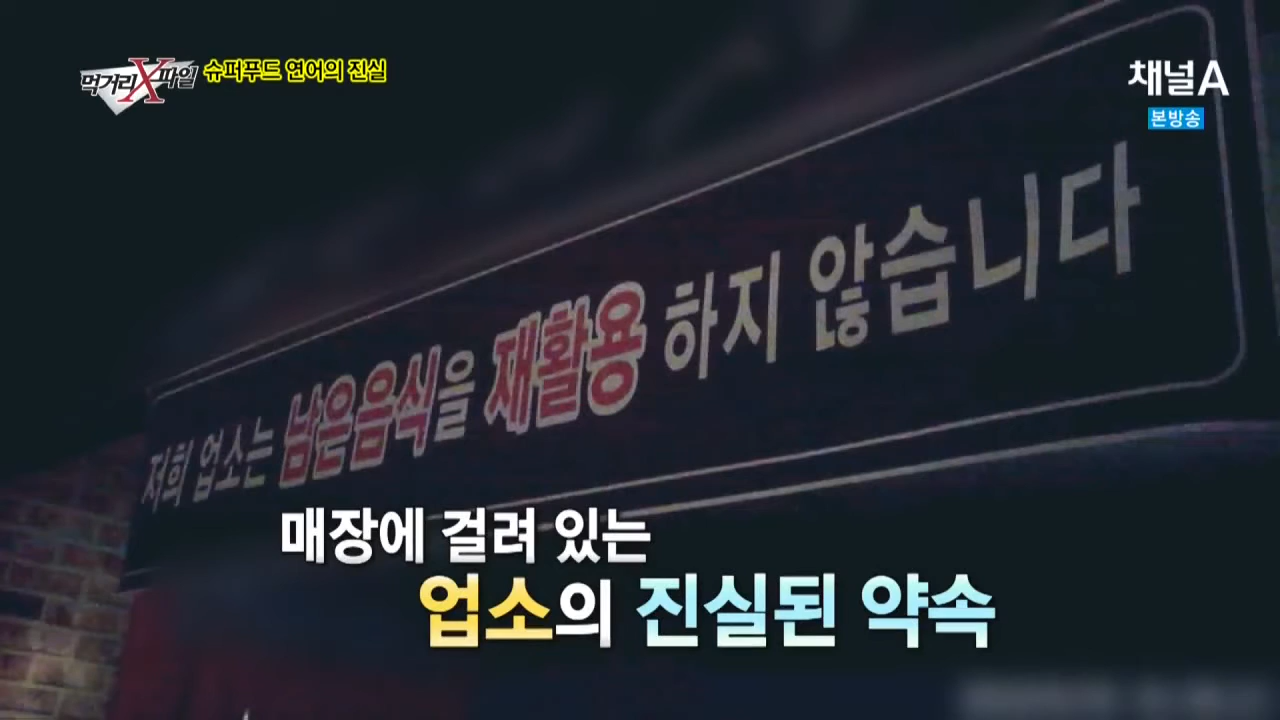 먹거리X파일 슈퍼푸드 연어의 진실
채널A
본방송
저희 업소는 남은음식을 재활용 하지 않습니다
매장에 걸려 있는
업소의 진실된 약속